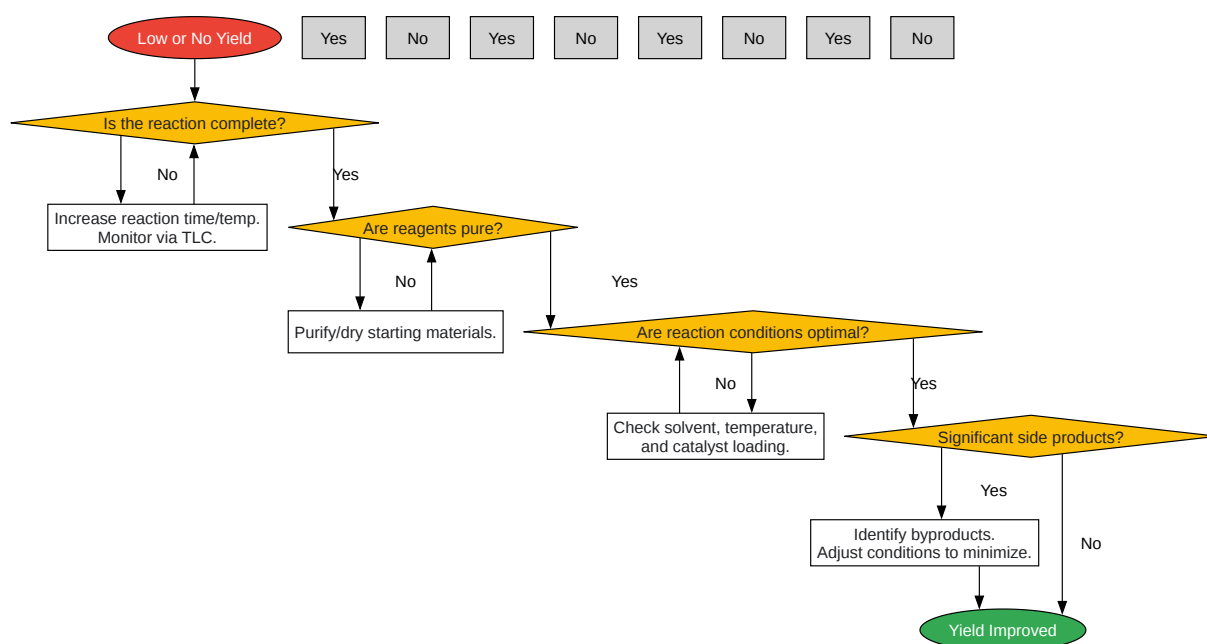 Low or No Yield
Yes
No
Yes
No
Yes
No
Yes
No
Is the reaction complete?
No
Yes
Increase reaction time/temp.
Monitor via TLC.
Are reagents pure?
No
Yes
Purify/dry starting materials.
Are reaction conditions optimal?
No
Yes
Check solvent, temperature,
and catalyst loading.
Significant side products?
Yes
No
Identify byproducts.
Adjust conditions to minimize.
Yield Improved